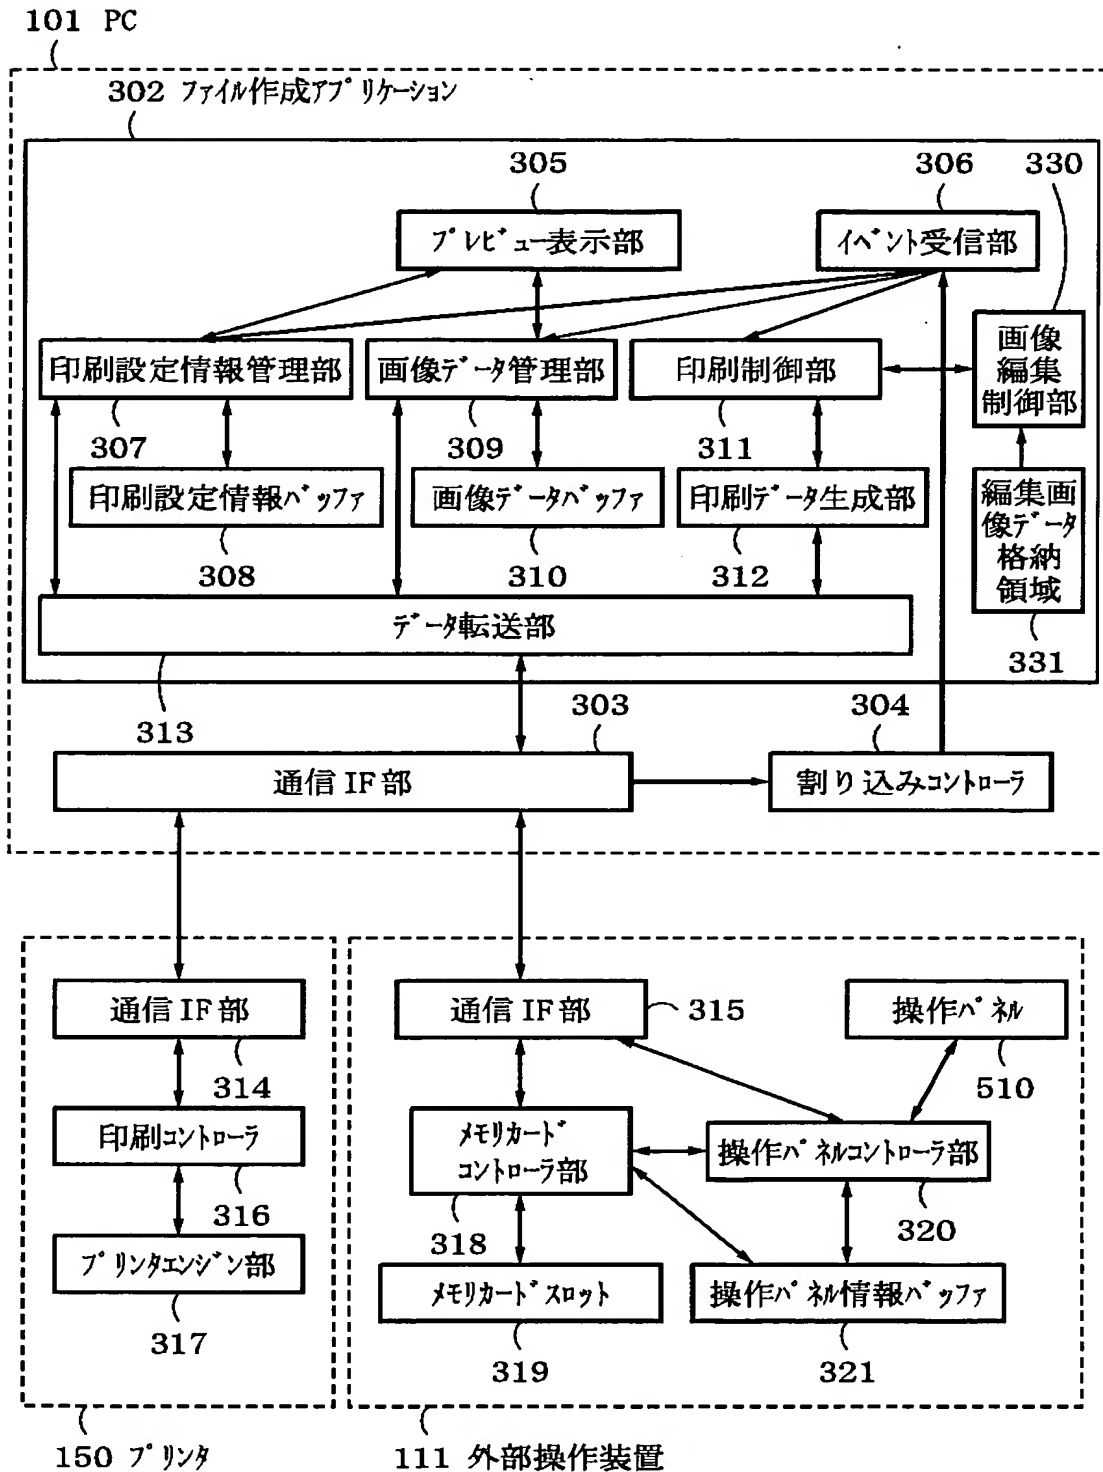 101 PC
302 ファイル作成アプリケーション
305
306
330
プレビュー表示部
イベント受信部
印刷設定情報管理部
画像データ管理部
印刷制御部
画像
編集
制御部
307
309
311
印刷設定情報バッファ
画像データバッファ
印刷データ生成部
編集画
像データ
格納
領域
308
310
312
331
データ転送部
313
303
304
通信IF部
割り込みコントローラ
通信IF部
314
通信IF部
315
操作パネル
510
印刷コントローラ
316
メモリカード
コントローラ部
318
操作パネルコントローラ部
320
プリンタエンジン部
317
メモリカードスロット
319
操作パネル情報バッファ
321
150 プリンタ
111 外部操作装置